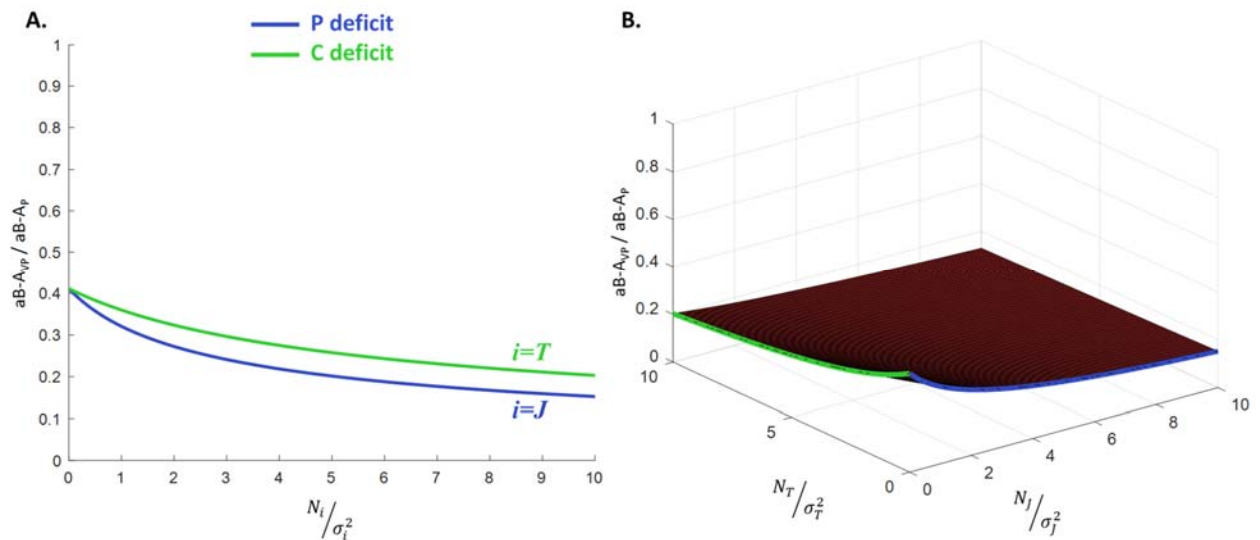 A.
P deficit
C deficit
B.
1
0.9
0.8
0.7
0.6
0.5
0.4
0.3
0.2
0.1
0
aB-A_VP / aB-A_P
i=T
i=J
0 1 2 3 4 5 6 7 8 9 10
N_i/σ_i^2
1
0.8
0.6
0.4
0.2
0
aB-A_VP / aB-A_P
10
5
0
N_T/σ_T^2
0
2
4
6
8
10
N_J/σ_J^2